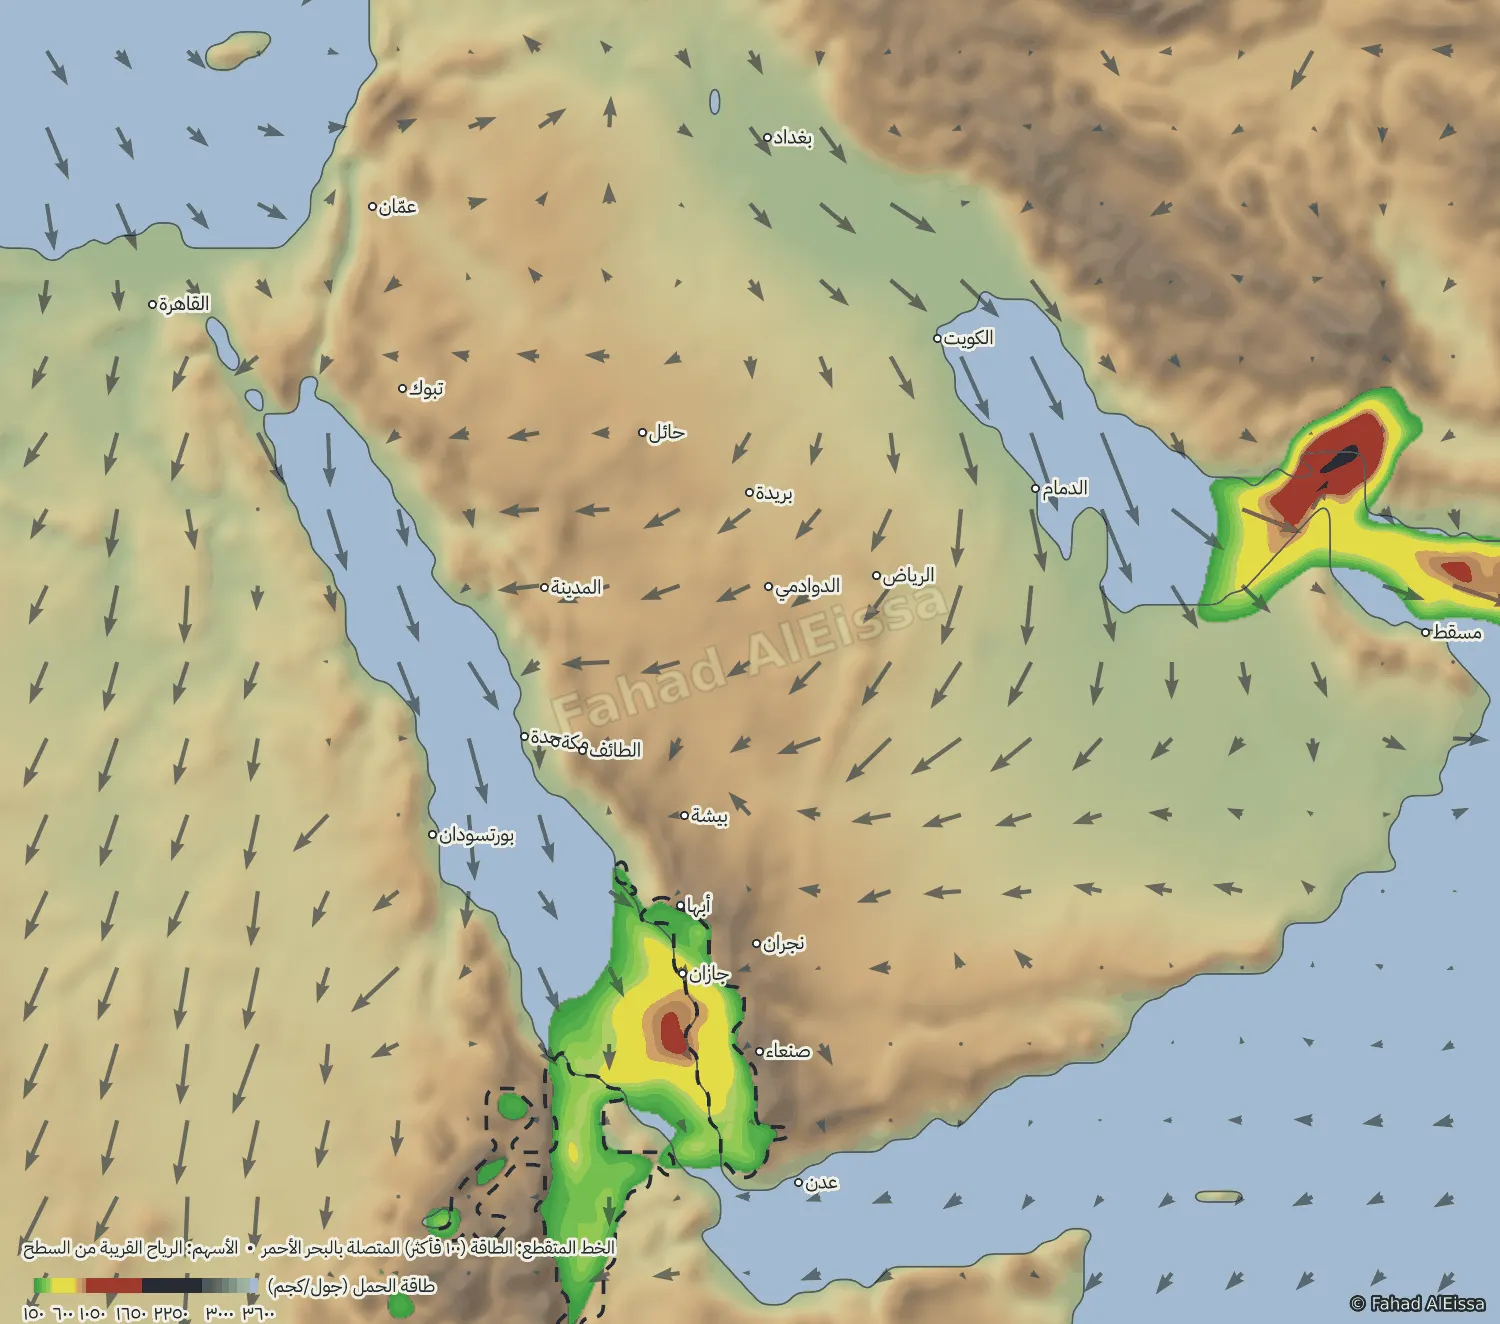 بغداد
عمّان
القاهرة
الكويت
تبوك
حائل
الدمام
بريدة
الرياض
الدوادمي
المدينة
مسقط
Fahad AlEissa
جدة
مكة
الطائف
بيشة
بورتسودان
أبها
نجران
جازان
صنعاء
عدن
الخط المتقطع: الطاقة (١٠٠ فأكثر) المتصلة بالبحر الأحمر • الأسهم: الرياح القريبة من السطح
طاقة الحمل (جول/كجم)
١٥٠ ٦٠٠ ١٠٥٠ ١٦٥٠ ٢٢٥٠ ٣٠٠٠ ٣٦٠٠
© Fahad AlEissa